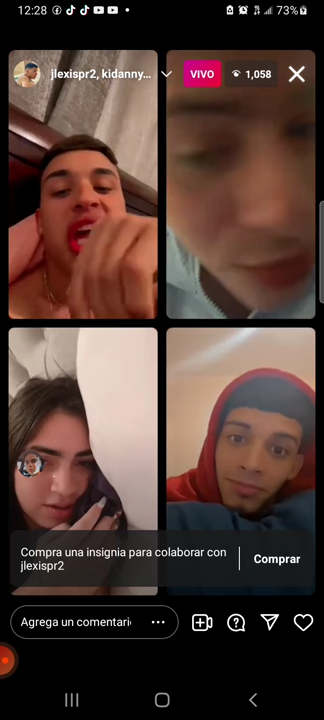 12:28
73%
jlexispr2, kidanny...
VIVO
1,058
Compra una insignia para colaborar con
jlexispr2
Comprar
Agrega un comentari